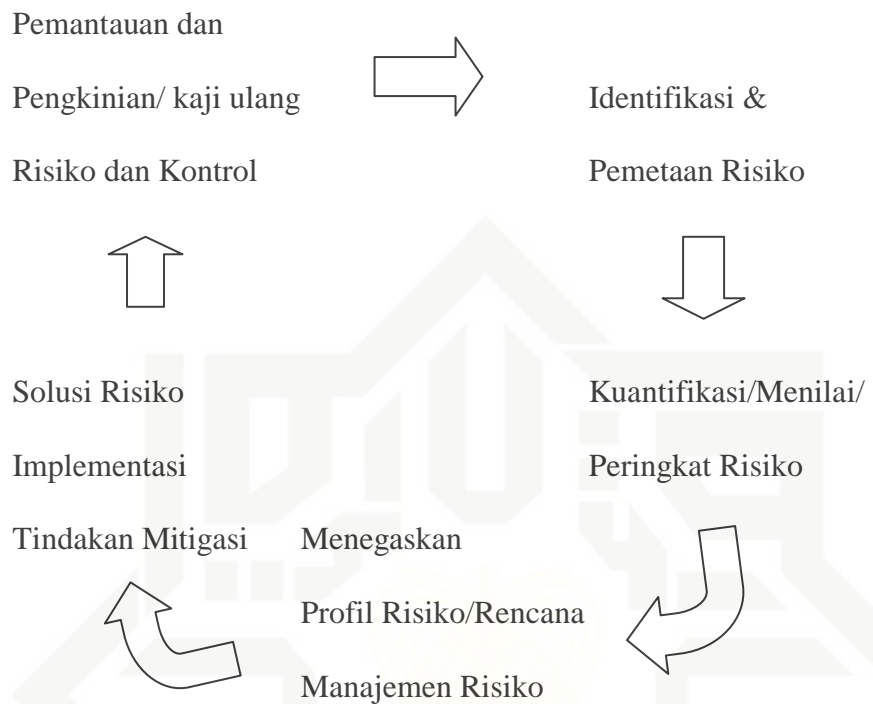 Pemantauan dan
Pengkinian/ kaji ulang
Risiko dan Kontrol
Identifikasi &
Pemetaan Risiko
Kuantifikasi/Menilai/
Peringkat Risiko
Menegaskan
Profil Risiko/Rencana
Manajemen Risiko
Solusi Risiko
Implementasi
Tindakan Mitigasi